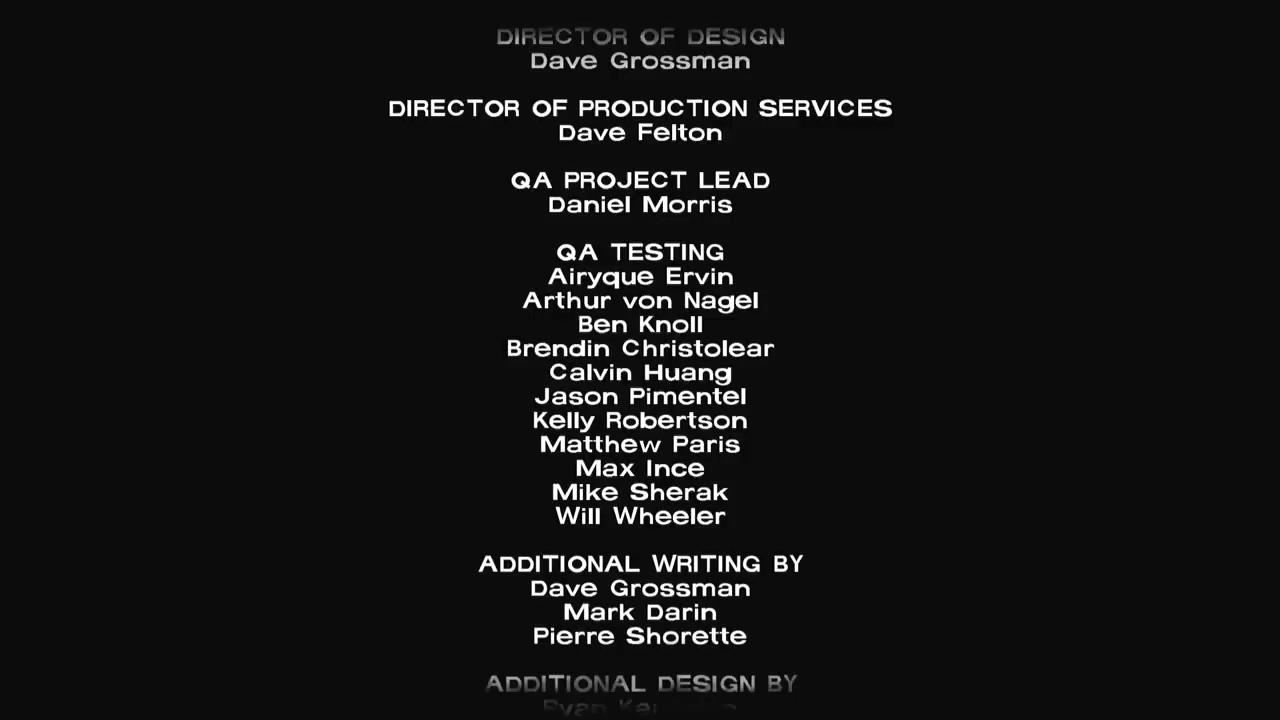 DIRECTOR OF DESIGN
Dave Grossman
DIRECTOR OF PRODUCTION SERVICES
Dave Felton
QA PROJECT LEAD
Daniel Morris
QA TESTING
Airyque Ervin
Arthur von Nagel
Ben Knoll
Brendin Christolear
Calvin Huang
Jason Pimentel
Kelly Robertson
Matthew Paris
Max Ince
Mike Sherak
Will Wheeler
ADDITIONAL WRITING BY
Dave Grossman
Mark Darin
Pierre Shorette
ADDITIONAL DESIGN BY
Ryan